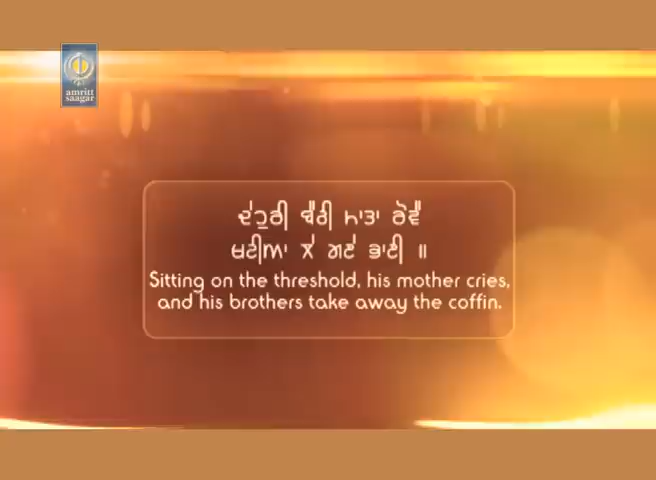 amritt
saagar
ਦੇਹੁਰੀ ਬੈਠੀ ਮਾਤਾ ਰੋਵੈ
ਖਟੀਆ ਲੇ ਗਏ ਭਾਈ ॥
Sitting on the threshold, his mother cries,
and his brothers take away the coffin.